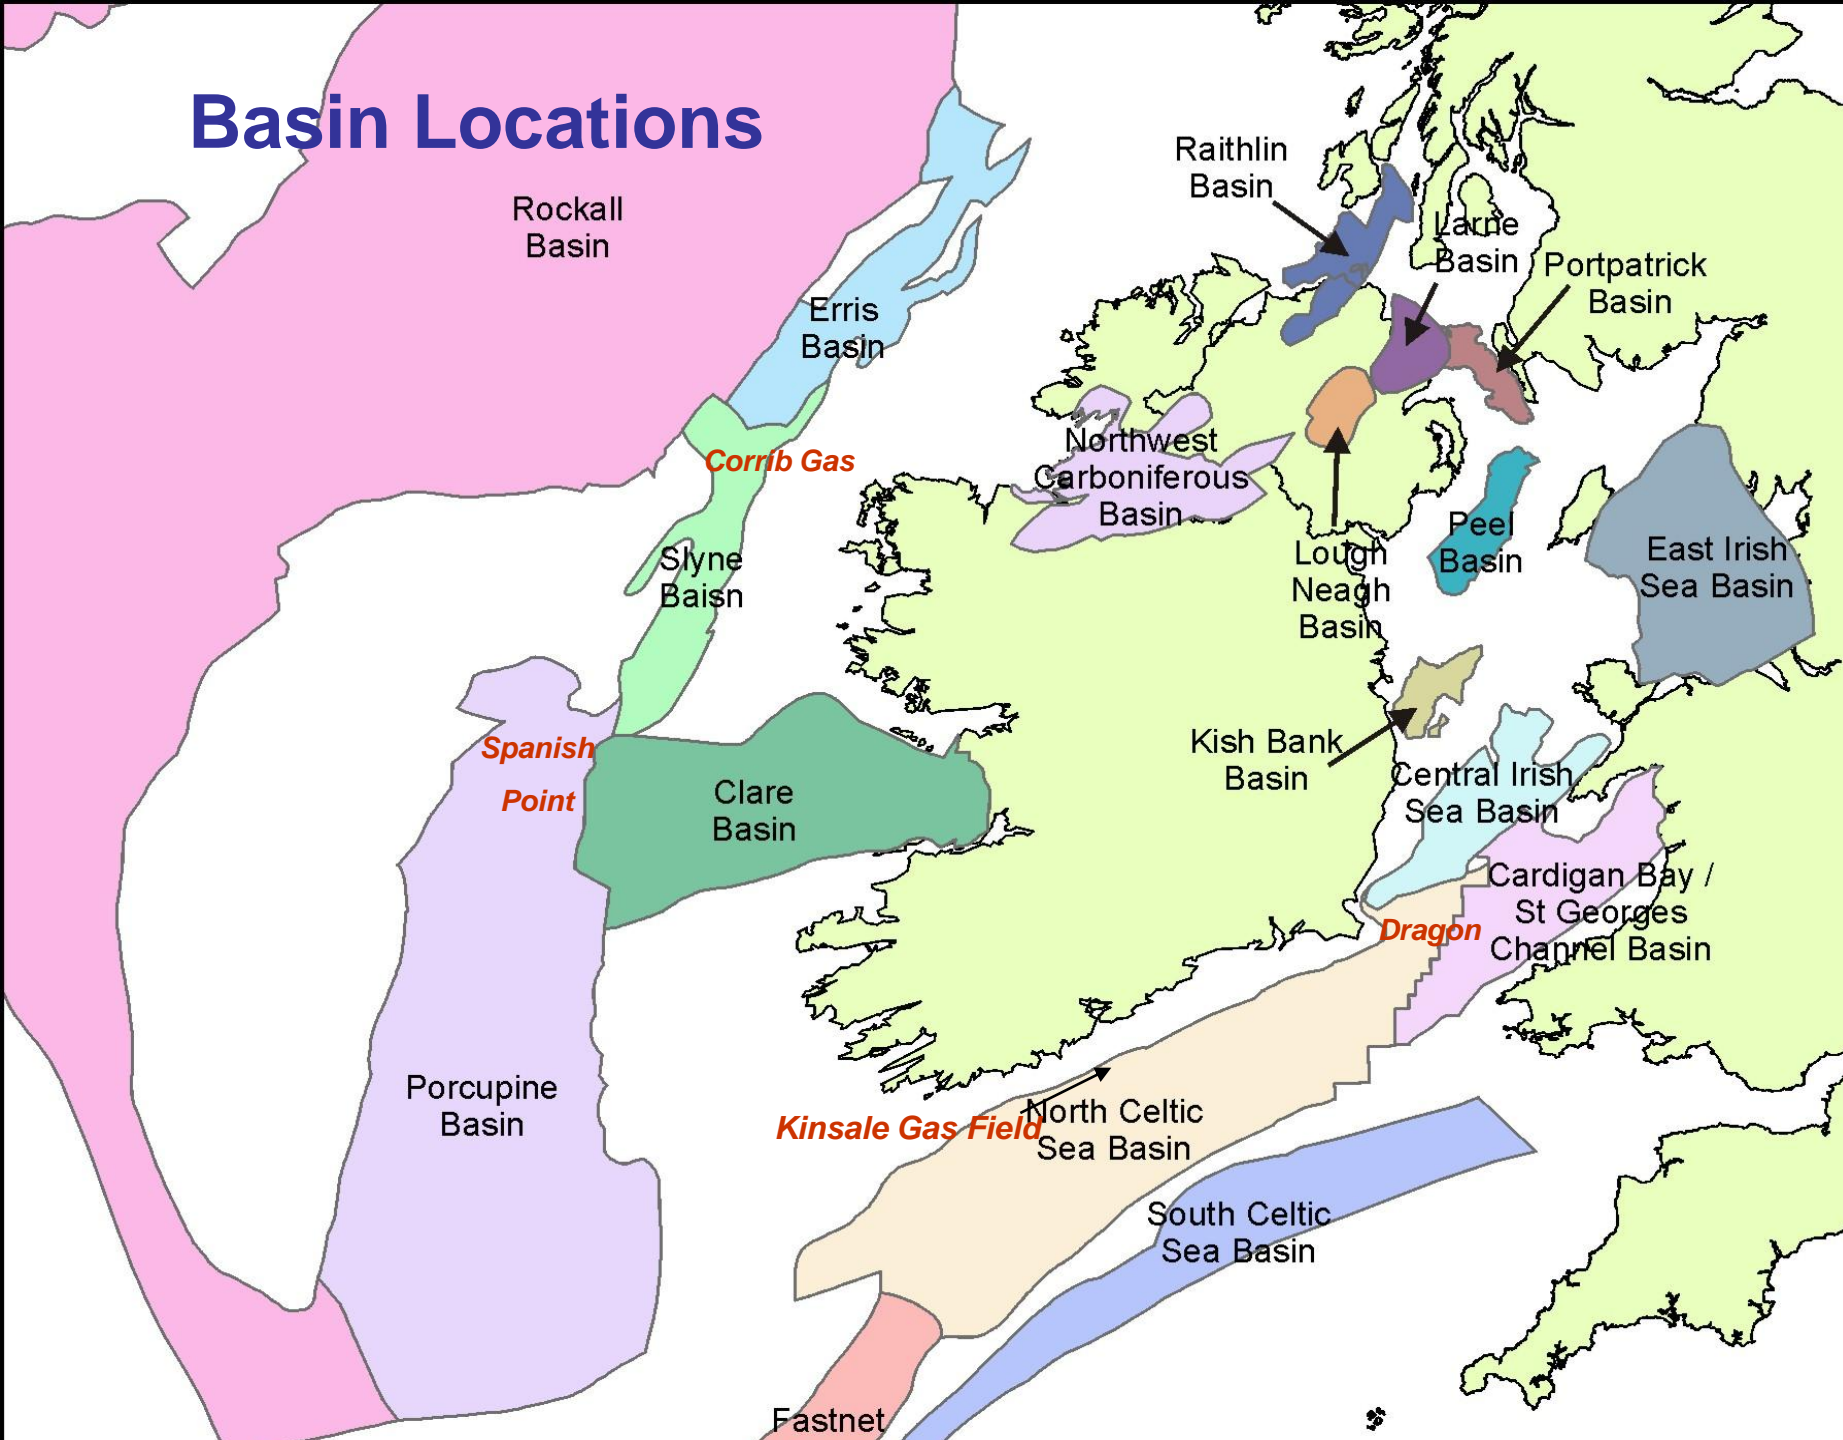 Basin Locations
Rockall
Basin
Raithlin
Basin
Larne
Basin
Portpatrick
Basin
Erris
Basin
Corrib Gas
Northwest
Carboniferous
Basin
Slyne
Baisn
Lough
Neagh
Basin
Peel
Basin
East Irish
Sea Basin
Spanish
Point
Clare
Basin
Kish Bank
Basin
Central Irish
Sea Basin
Cardigan Bay /
St Georges
Channel Basin
Dragon
Porcupine
Basin
Kinsale Gas Field
North Celtic
Sea Basin
South Celtic
Sea Basin
Fastnet